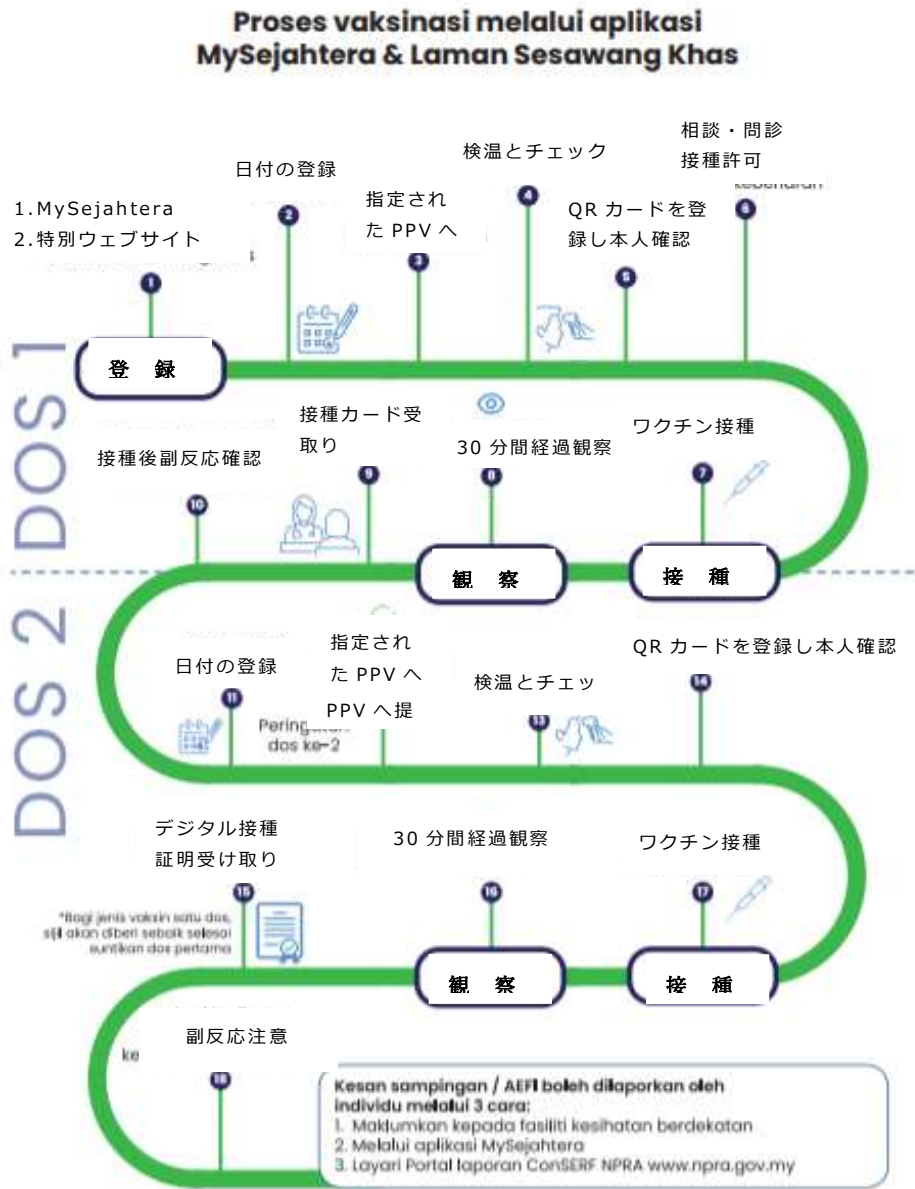 Proses vaksinasi melalui aplikasi
MySejahtera & Laman Sesawang Khas
1.MySejahtera
2.特別ウェブサイト
1
日付の登録
2
指定され
た PPV へ
3
検温とチェック
4
QR カードを登
録し本人確認
5
相談・問診
接種許可
kebenaran
6
DOS 1
登 録
接種後副反応確認
10
接種カード受
取り
9
30 分間経過観察
8
ワクチン接種
7
観 察
接 種
DOS 2
日付の登録
11
dos ke-2
指定され
た PPV へ
PPV へ提
検温とチェッ
13
QR カードを登録し本人確認
14
デジタル接種
証明受け取り
15
*Bagi jenis vaksin satu dos,
sijil akan diberi sebaik selesai
suntikan dos pertama
30 分間経過観察
16
ワクチン接種
17
観 察
接 種
ke
副反応注意
18
Kesan sampingan / AEFI boleh dilaporkan oleh
individu melalui 3 cara:
1. Maklumkan kepada fasiliti kesihatan berdekatan
2. Melalui aplikasi MySejahtera
3. Layari Portal laporan ConSERF NPRA www.npra.gov.my